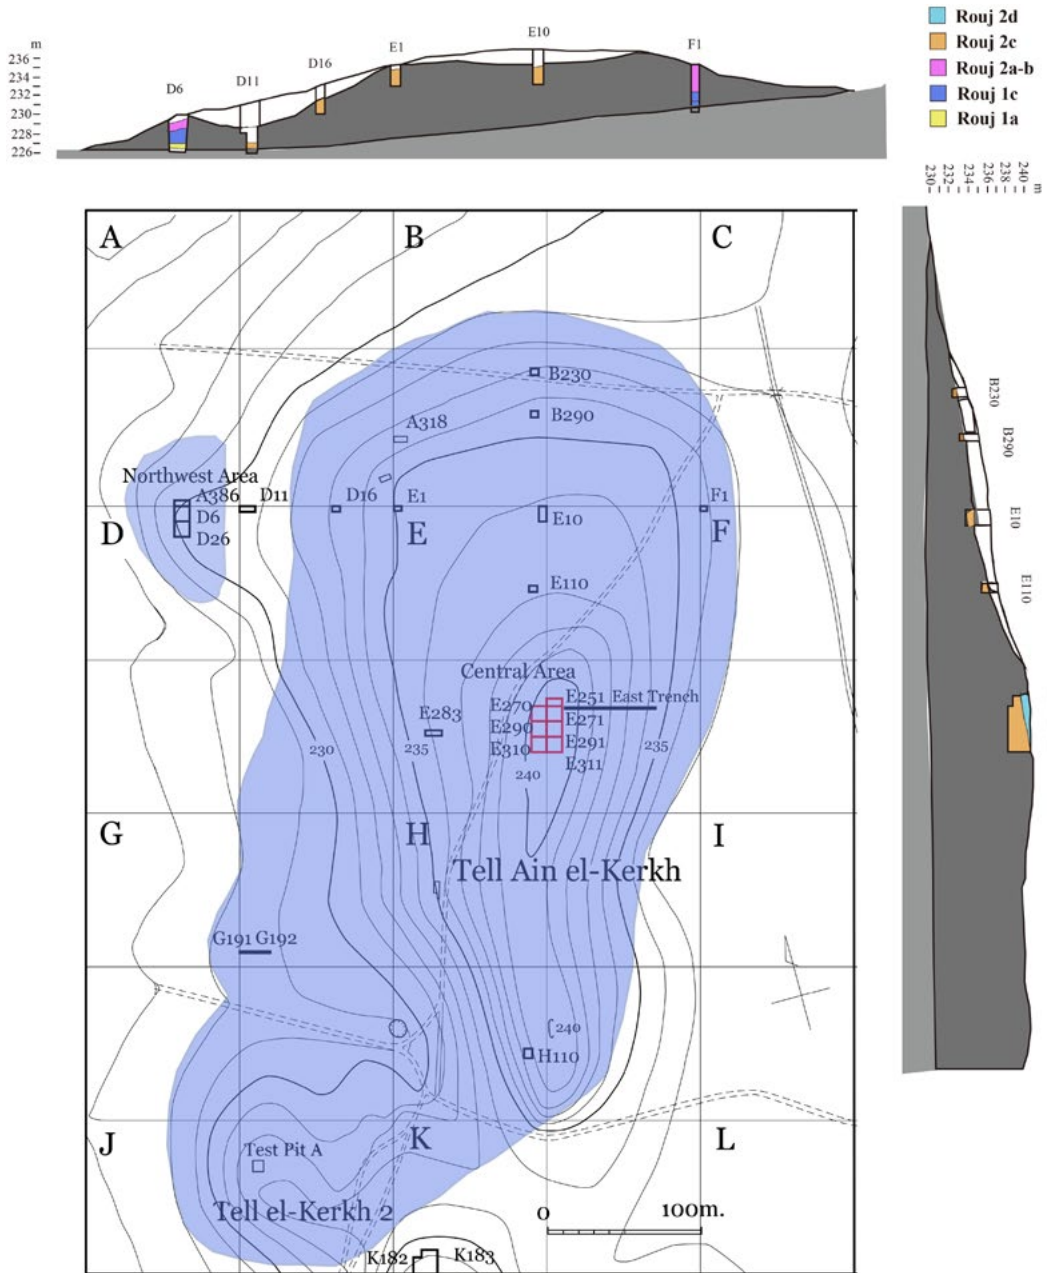 m
236
234
232
230
228
226
D6
D11
D16
E1
E10
F1
Rouj 2d
Rouj 2c
Rouj 2a-b
Rouj 1c
Rouj 1a
230
232
234
236
238
240
m
B230
B290
E10
E110
A
B
C
B230
A318
B290
Northwest Area
A386
D11
D16
E1
F1
D6
E10
D
E
F
D26
E110
Central Area
E251 East Trench
E270
E283
E271
E290
E291
E310
E311
230
235
235
240
G
H
I
Tell Ain el-Kerkh
G191 G192
240
H110
J
K
L
Test Pit A
Tell el-Kerkh 2
0
100m.
K182
K183